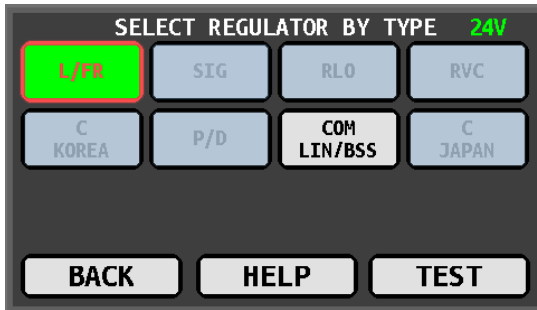 SELECT REGULATOR BY TYPE 24V
L/FR SIG RLO RVC
C KOREA P/D COM LIN/BSS C JAPAN
BACK HELP TEST